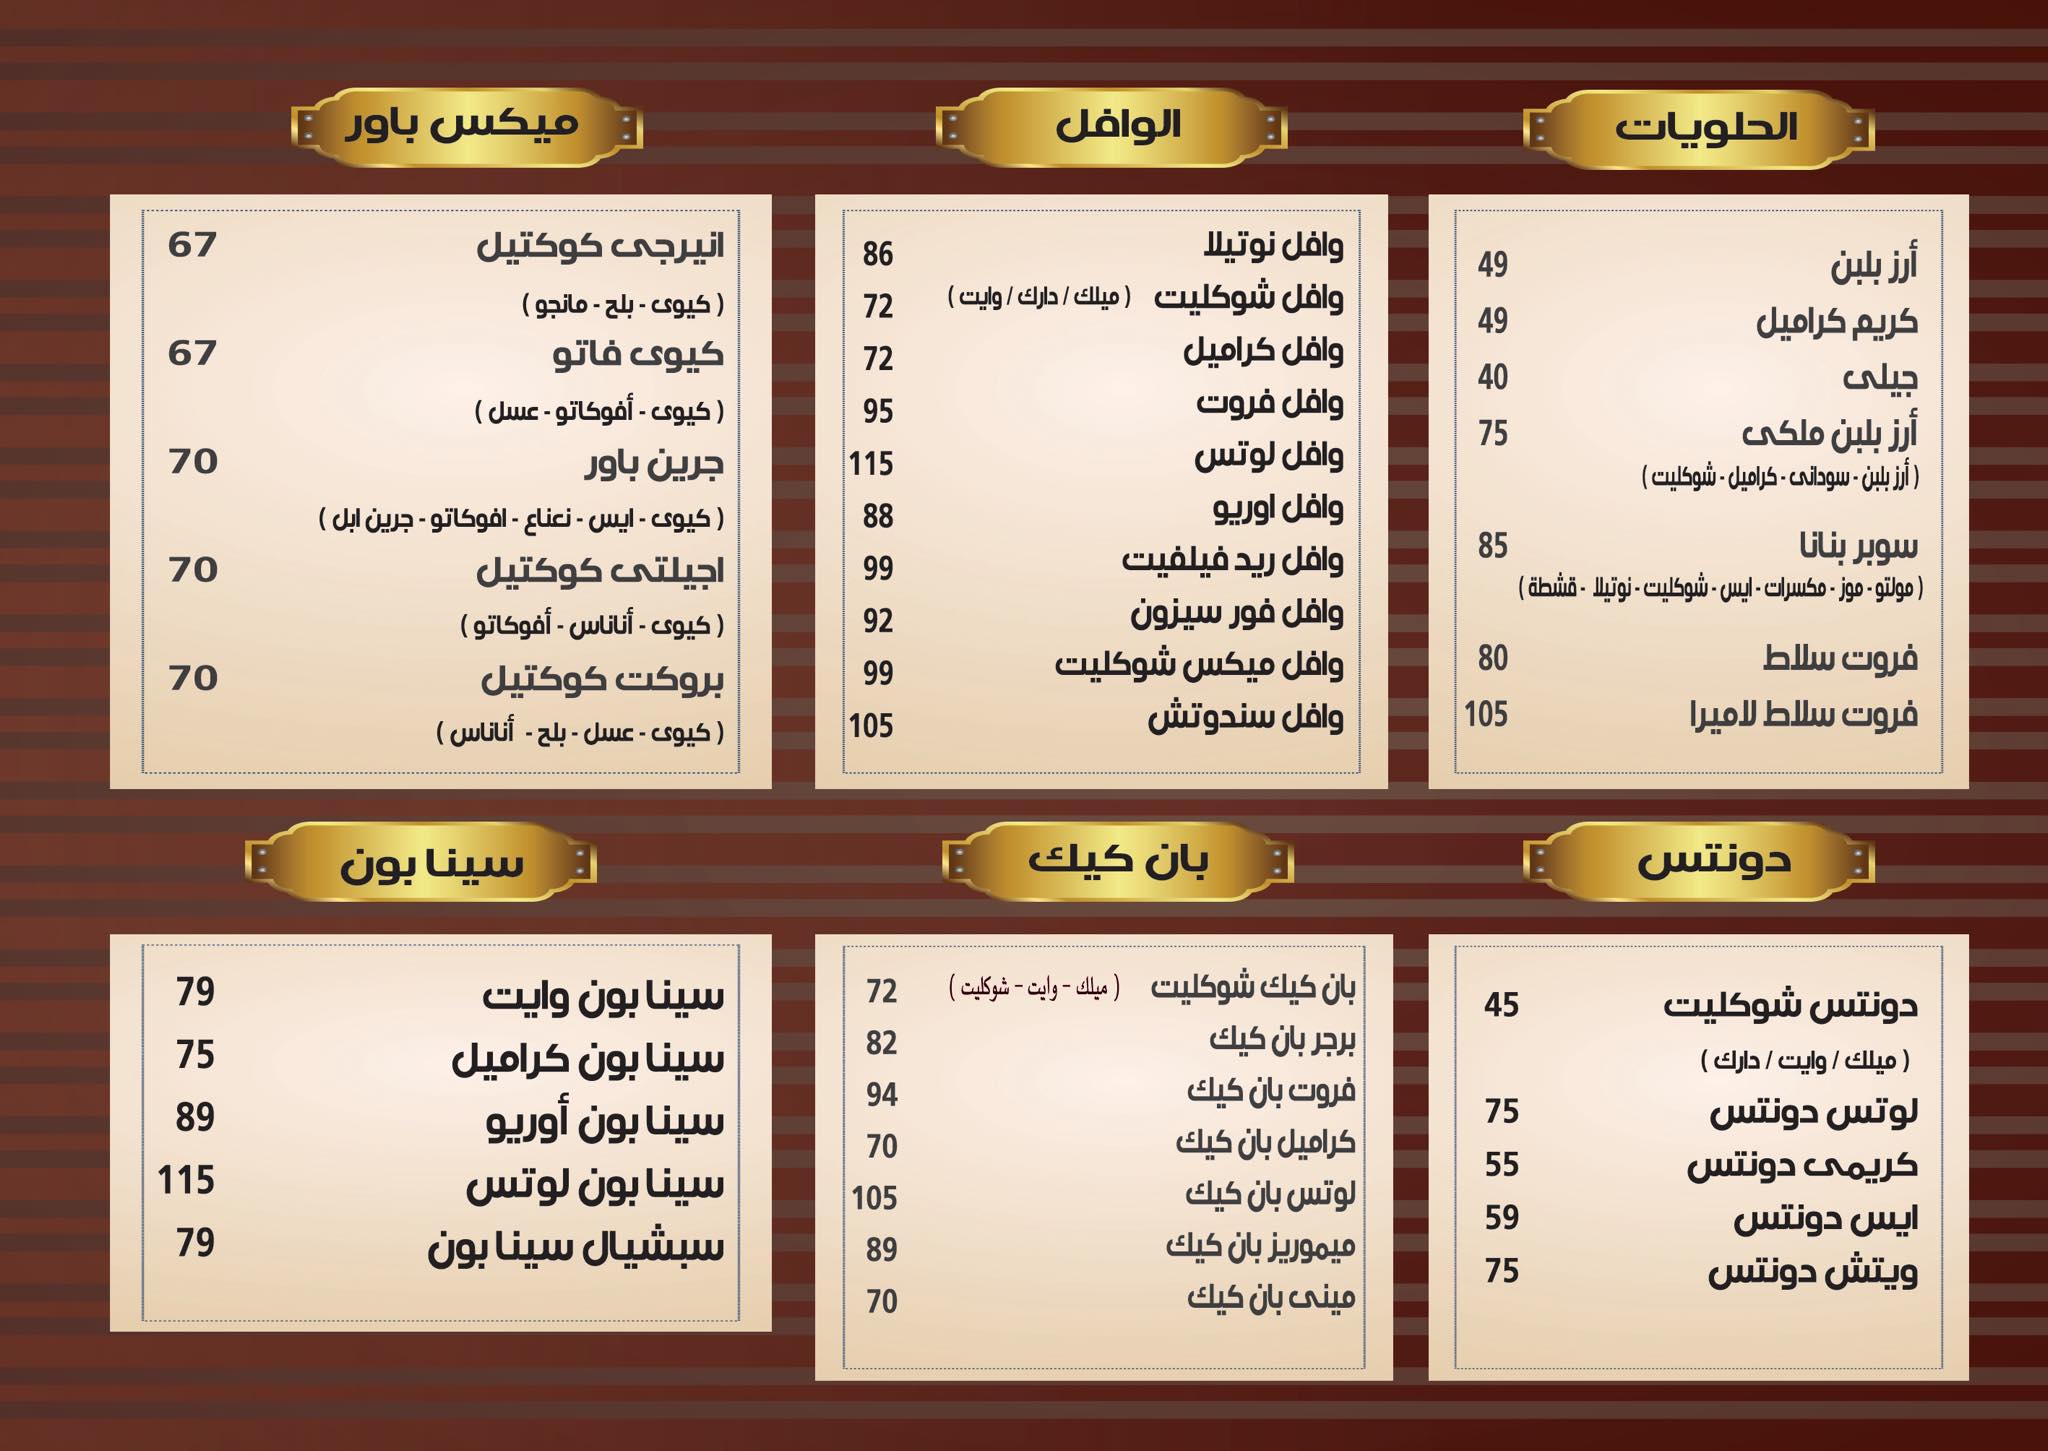 الحلويات
أرز بلبن 49
كريم كراميل 49
جيلى 40
أرز بلبن ملكى 75
( أرز بلبن - سودانى - كراميل - شوكليت )
سوبر بنانا 85
( مولتو - موز - مكسرات - ايس - شوكليت - نوتيلا - قشطة )
فروت سلاط 80
فروت سلاط لاميرا 105
الوافل
وافل نوتيلا 86
وافل شوكليت ( ميلك / دارك / وايت ) 72
وافل كراميل 72
وافل فروت 95
وافل لوتس 115
وافل اوريو 88
وافل ريد فيلفيت 99
وافل فور سيزون 92
وافل ميكس شوكليت 99
وافل سندوتش 105
ميكس باور
انيرجى كوكتيل 67
( كيوى - بلح - مانجو )
كيوى فاتو 67
( كيوى - أفوكاتو - عسل )
جرين باور 70
( كيوى - ايس - نعناع - افوكاتو - جرين ابل )
اجيلتى كوكتيل 70
( كيوى - أناناس - أفوكاتو )
بروكت كوكتيل 70
( كيوى - عسل - بلح - أناناس )
دونتس
دونتس شوكليت 45
( ميلك / وايت / دارك )
لوتس دونتس 75
كريمى دونتس 55
ايس دونتس 59
ويتش دونتس 75
بان كيك
بان كيك شوكليت ( ميلك - وايت - شوكليت ) 72
برجر بان كيك 82
فروت بان كيك 94
كراميل بان كيك 70
لوتس بان كيك 105
ميموريز بان كيك 89
مينى بان كيك 70
سينا بون
سينا بون وايت 79
سينا بون كراميل 75
سينا بون أوريو 89
سينا بون لوتس 115
سبشيال سينا بون 79